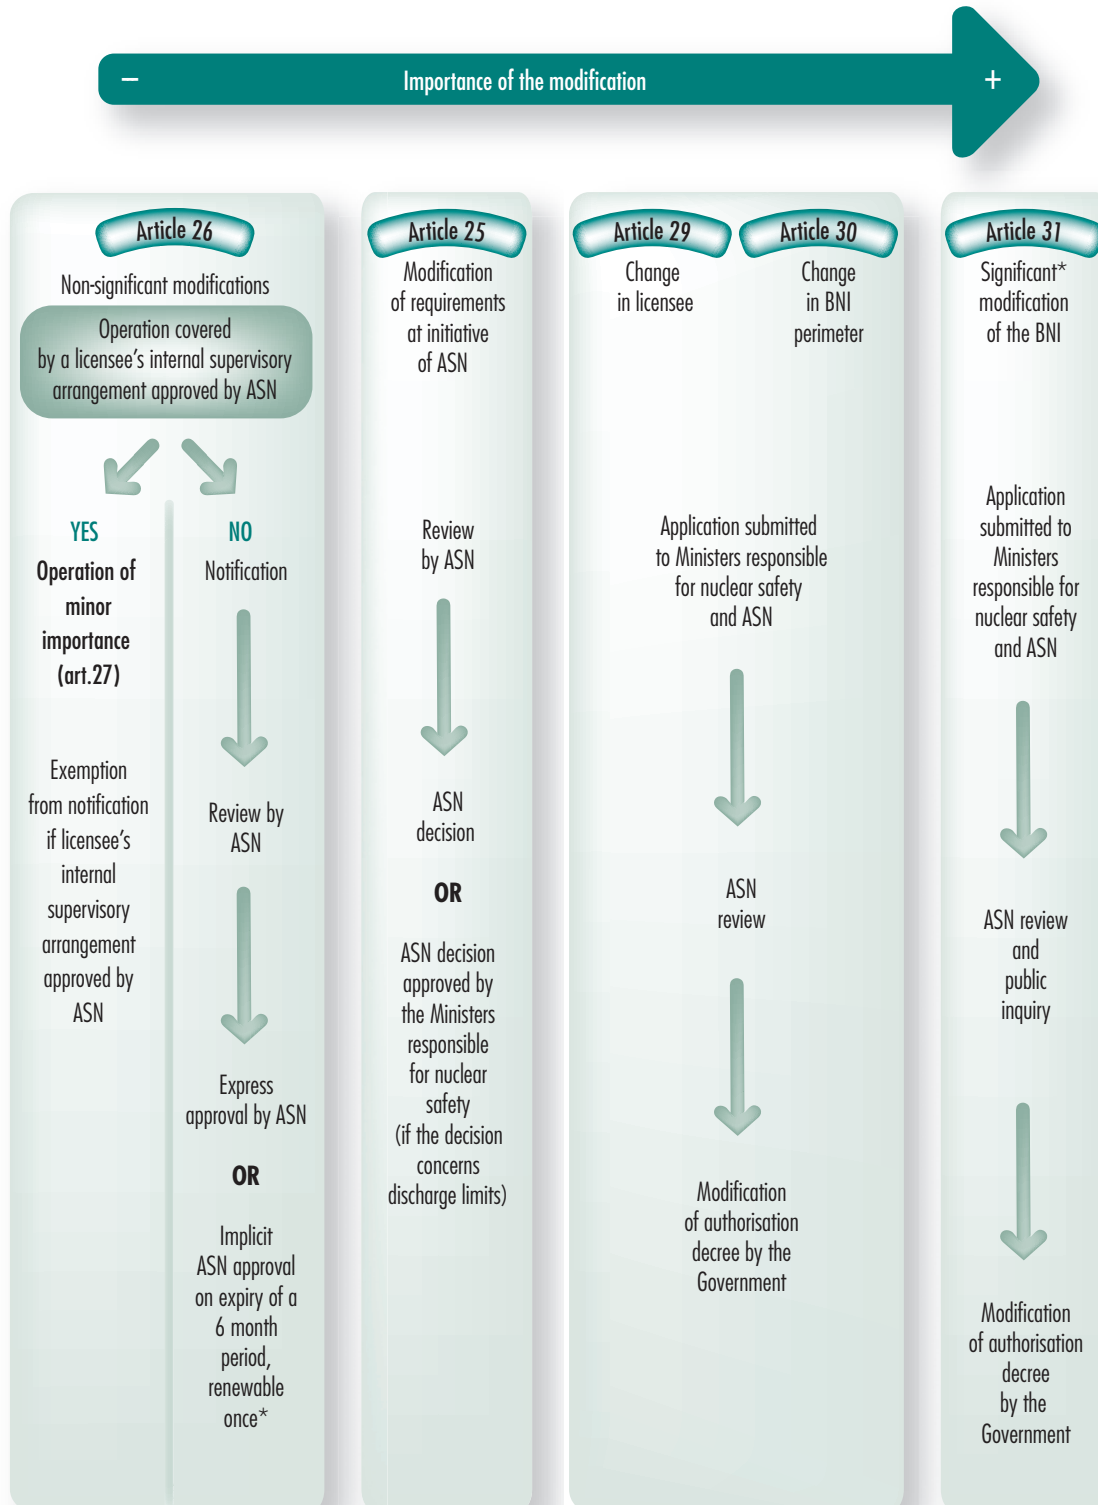 − Importance of the modification +
Article 26
Non-significant modifications
Operation covered
by a licensee's internal supervisory
arrangement approved by ASN
YES
Operation of
minor
importance
(art.27)
Exemption
from notification
if licensee's
internal
supervisory
arrangement
approved by
ASN
NO
Notification
Review by
ASN
Express
approval by ASN
OR
Implicit
ASN approval
on expiry of a
6 month
period,
renewable
once*
Article 25
Modification
of requirements
at initiative
of ASN
Review
by ASN
ASN
decision
OR
ASN decision
approved by
the Ministers
responsible
for nuclear
safety
(if the decision
concerns
discharge limits)
Article 29
Change
in licensee
Article 30
Change
in BNI
perimeter
Application submitted
to Ministers responsible
for nuclear safety
and ASN
ASN
review
Modification
of authorisation
decree by the
Government
Article 31
Significant*
modification
of the BNI
Application
submitted to
Ministers
responsible for
nuclear safety
and ASN
ASN review
and
public
inquiry
Modification
of authorisation
decree
by the
Government